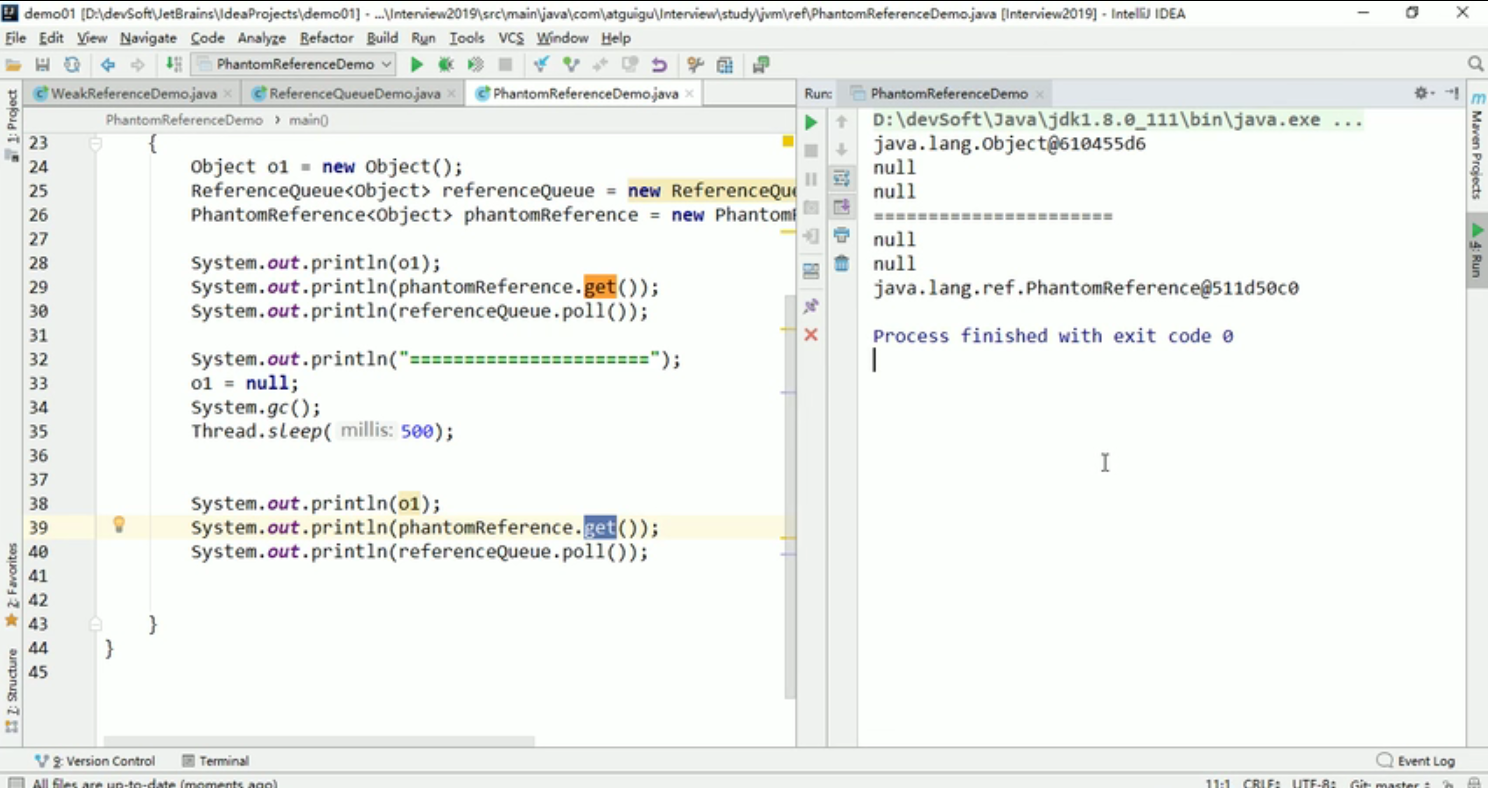 demo01 [D:\devSoft\JetBrains\IdeaProjects\demo01] - ...\Interview2019\src\main\java\com\atguigu\Interview\study\jvm\ref\PhantomReferenceDemo.java [Interview2019] - IntelliJ IDEA
File Edit View Navigate Code Analyze Refactor Build Run Tools VCS Window Help
PhantomReferenceDemo
WeakReferenceDemo.java ReferenceQueueDemo.java PhantomReferenceDemo.java
PhantomReferenceDemo › main()
23 {
24 Object o1 = new Object();
25 ReferenceQueue<Object> referenceQueue = new ReferenceQue
26 PhantomReference<Object> phantomReference = new Phantom
27
28 System.out.println(o1);
29 System.out.println(phantomReference.get());
30 System.out.println(referenceQueue.poll());
31
32 System.out.println("======================");
33 o1 = null;
34 System.gc();
35 Thread.sleep( millis: 500);
36
37
38 System.out.println(o1);
39 System.out.println(phantomReference.get());
40 System.out.println(referenceQueue.poll());
41
42
43 }
44 }
45
Run: PhantomReferenceDemo
D:\devSoft\Java\jdk1.8.0_111\bin\java.exe ...
java.lang.Object@610455d6
null
null
======================
null
null
java.lang.ref.PhantomReference@511d50c0
Process finished with exit code 0
1: Project
2: Favorites
7: Structure
Maven Projects
4: Run
9: Version Control Terminal Event Log
All files are up-to-date (moments ago) 11:1 CRLF: UTF-8: Git: master